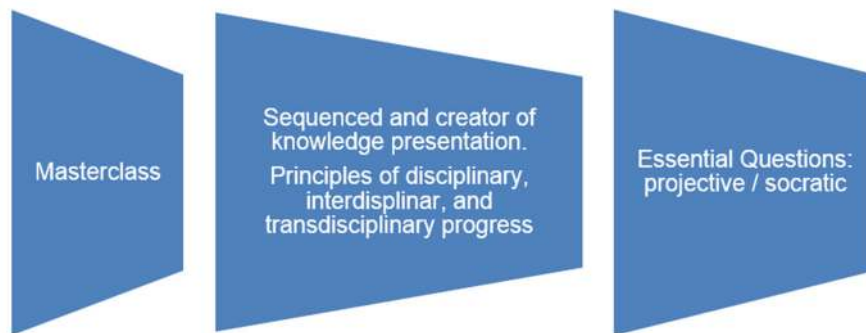 Masterclass
Sequenced and creator of
knowledge presentation.
Principles of disciplinary,
interdisplinar, and
transdisciplinary progress
Essential Questions:
projective / socratic